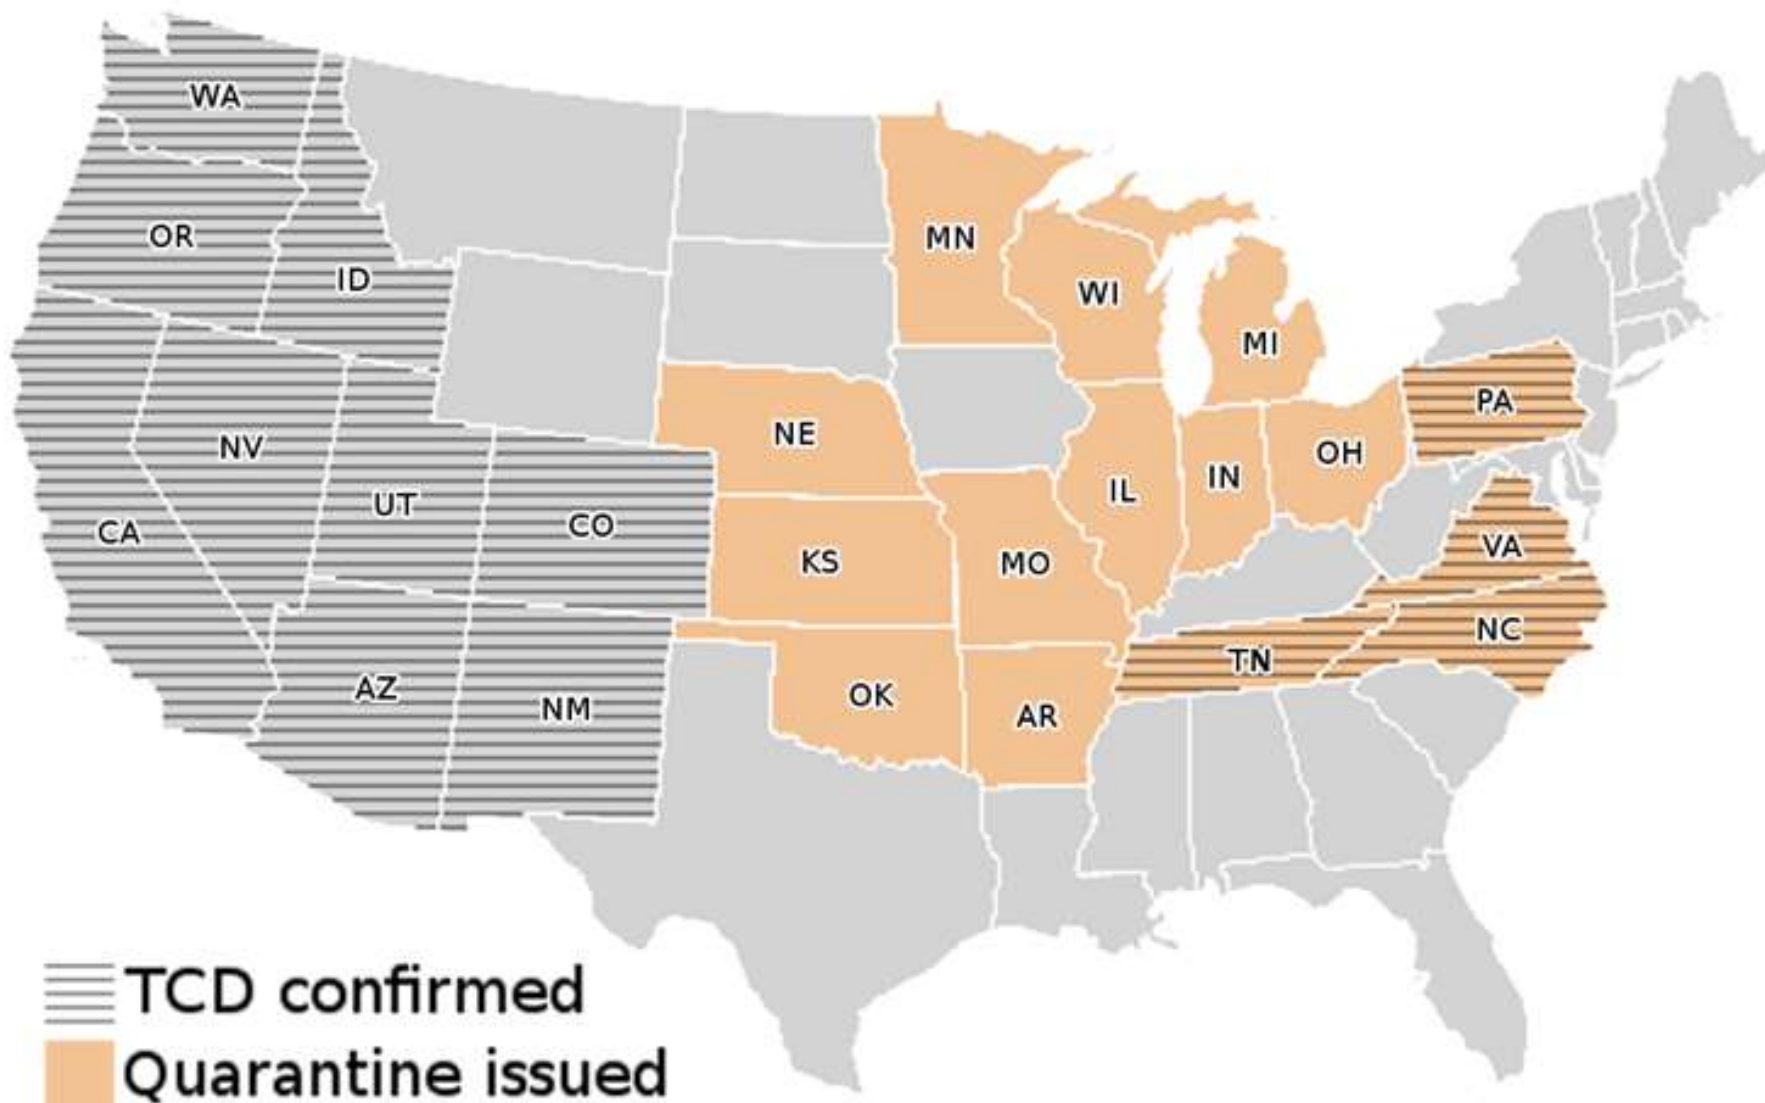 WA
OR
ID
MN
WI
MI
PA
NE
NV
OH
IL
IN
UT
CO
CA
KS
MO
VA
NC
TN
AZ
NM
OK
AR
TCD confirmed
Quarantine issued